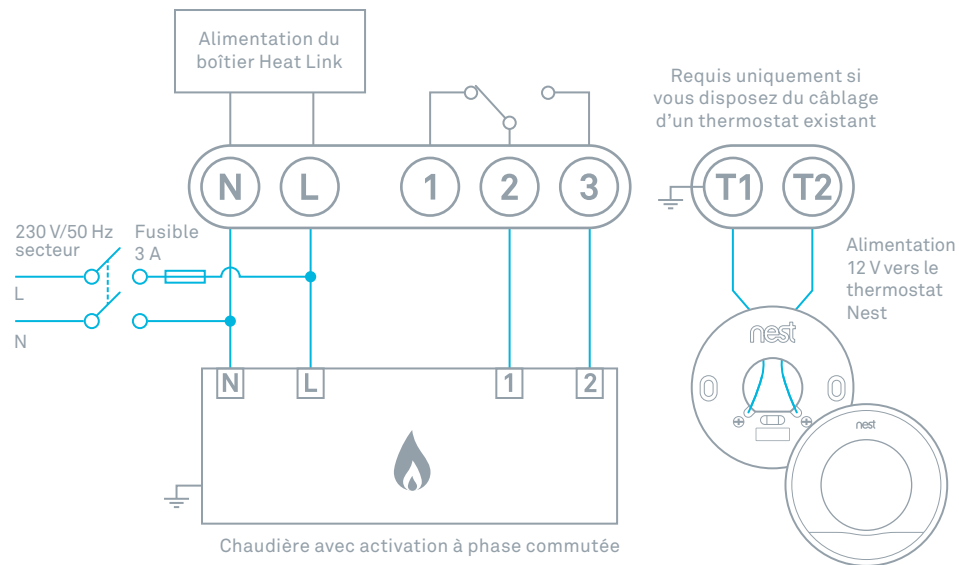 Alimentation du
boîtier Heat Link
Requis uniquement si
vous disposez du câblage
d'un thermostat existant
N L 1 2 3 T1 T2
230 V/50 Hz
secteur
Fusible
3 A
L
N
Alimentation
12 V vers le
thermostat
Nest
nest
N L 1 2
nest
Chaudière avec activation à phase commutée